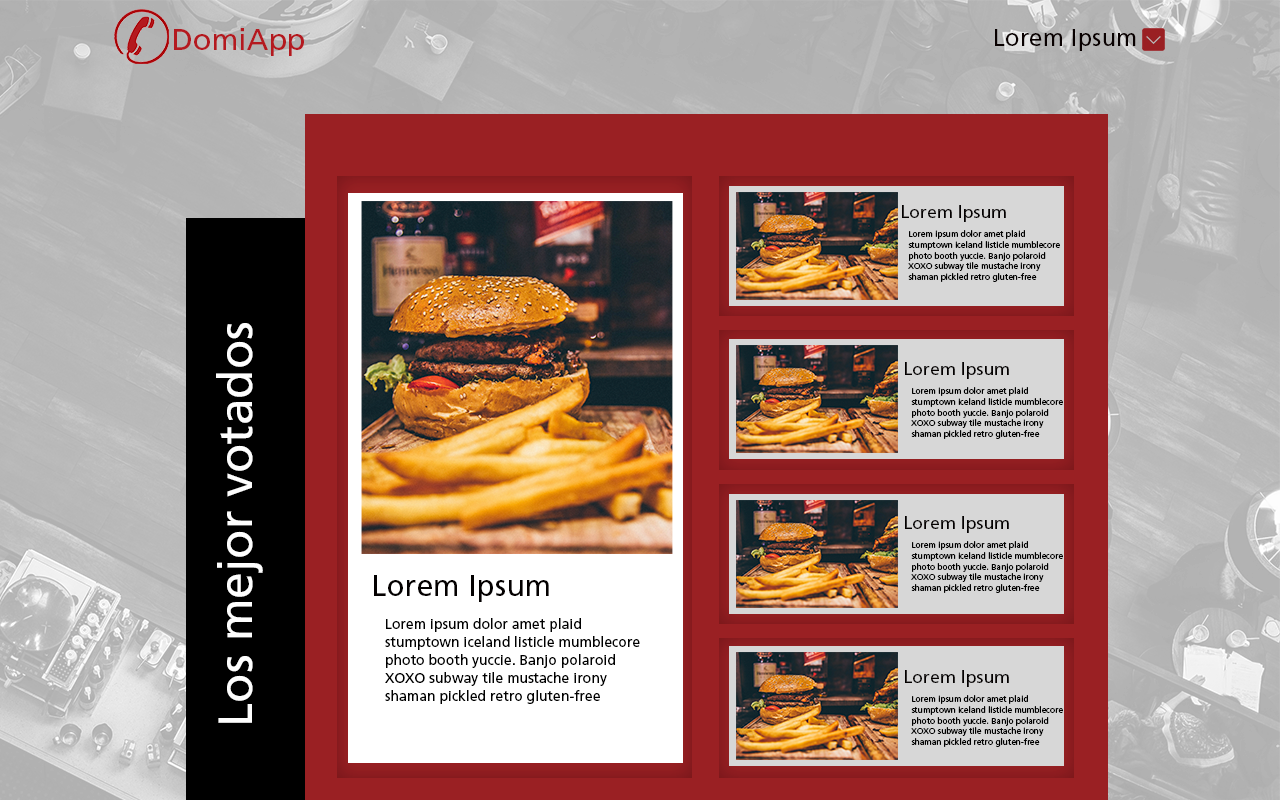 DomiApp
Lorem Ipsum
Los mejor votados
Hennessy
Lorem Ipsum
Lorem ipsum dolor amet plaid
stumptown iceland listicle mumblecore
photo booth yuccie. Banjo polaroid
XOXO subway tile mustache irony
shaman pickled retro gluten-free
Lorem Ipsum
Lorem ipsum dolor amet plaid
stumptown iceland listicle mumblecore
photo booth yuccie. Banjo polaroid
XOXO subway tile mustache irony
shaman pickled retro gluten-free
Lorem Ipsum
Lorem ipsum dolor amet plaid
stumptown iceland listicle mumblecore
photo booth yuccie. Banjo polaroid
XOXO subway tile mustache irony
shaman pickled retro gluten-free
Lorem Ipsum
Lorem ipsum dolor amet plaid
stumptown iceland listicle mumblecore
photo booth yuccie. Banjo polaroid
XOXO subway tile mustache irony
shaman pickled retro gluten-free
Lorem Ipsum
Lorem ipsum dolor amet plaid
stumptown iceland listicle mumblecore
photo booth yuccie. Banjo polaroid
XOXO subway tile mustache irony
shaman pickled retro gluten-free